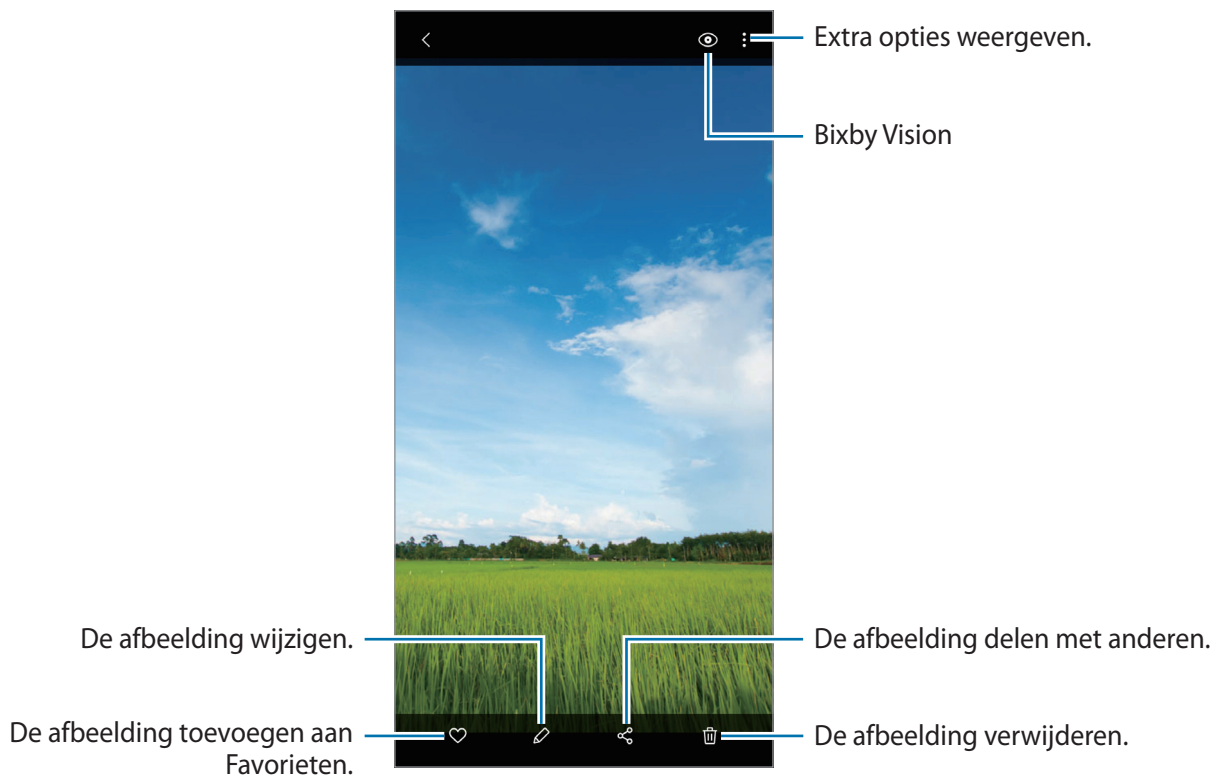 Extra opties weergeven.
Bixby Vision
De afbeelding wijzigen.
De afbeelding delen met anderen.
De afbeelding toevoegen aan
Favorieten.
De afbeelding verwijderen.